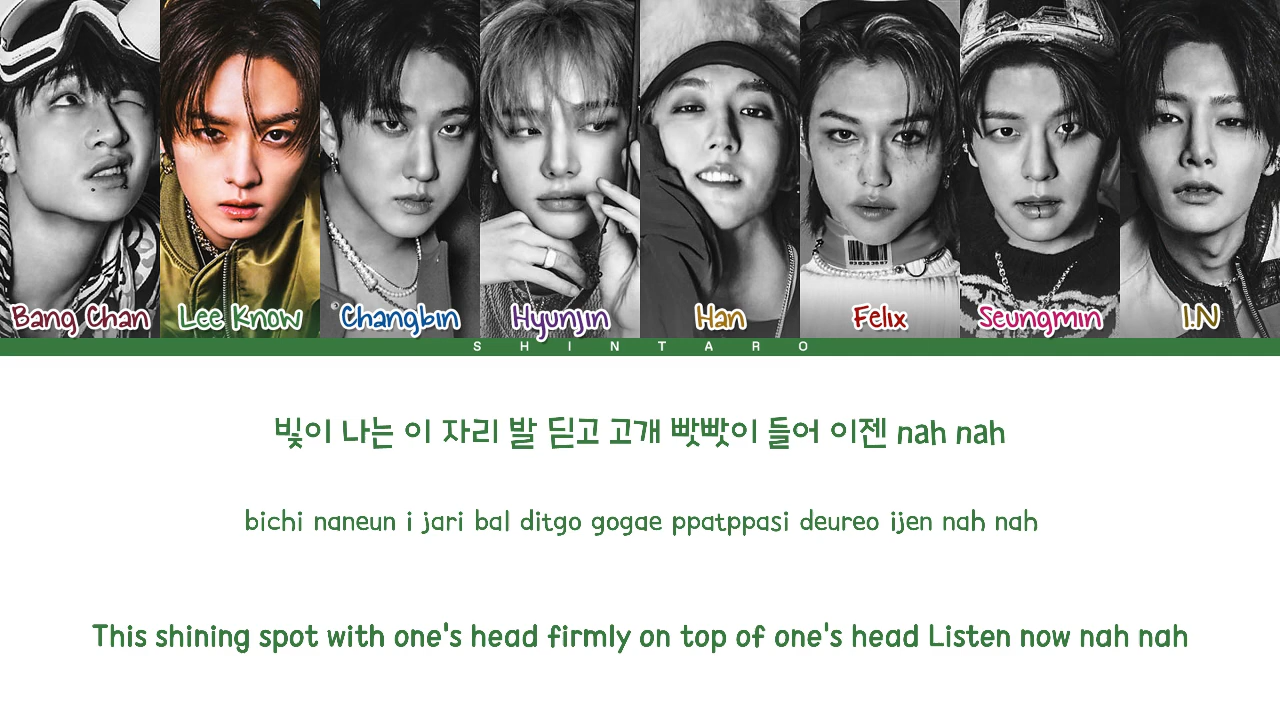 Bang Chan Lee Know Changbin Hyunjin Han Felix Seungmin I.N
SHINTARO
빛이 나는 이 자리 발 딛고 고개 빳빳이 들어 이젠 nah nah
bichi naneun i jari bal ditgo gogae ppatppasi deureo ijen nah nah
This shining spot with one's head firmly on top of one's head Listen now nah nah